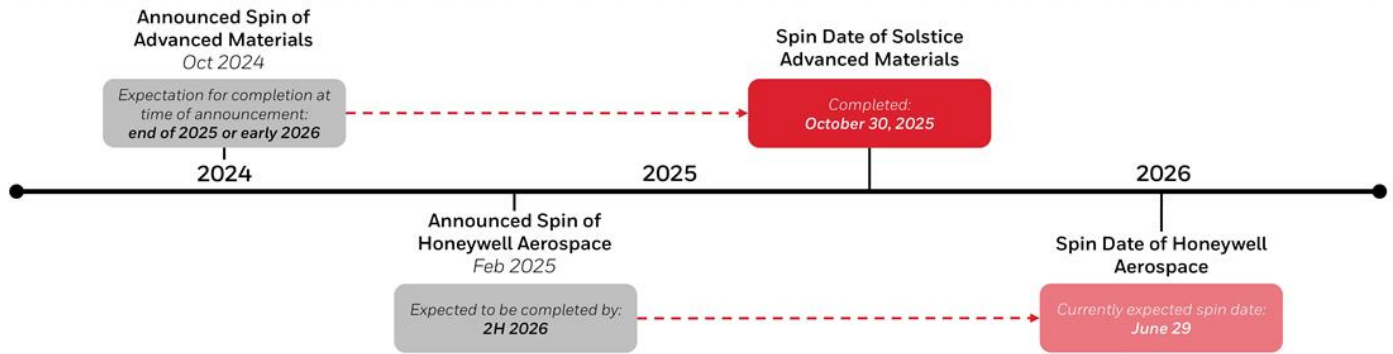 Announced Spin of
Advanced Materials
Oct 2024
Expectation for completion at
time of announcement:
end of 2025 or early 2026
Spin Date of Solstice
Advanced Materials
Completed:
October 30, 2025
2024
2025
2026
Announced Spin of
Honeywell Aerospace
Feb 2025
Expected to be completed by:
2H 2026
Spin Date of Honeywell
Aerospace
Currently expected spin date:
June 29